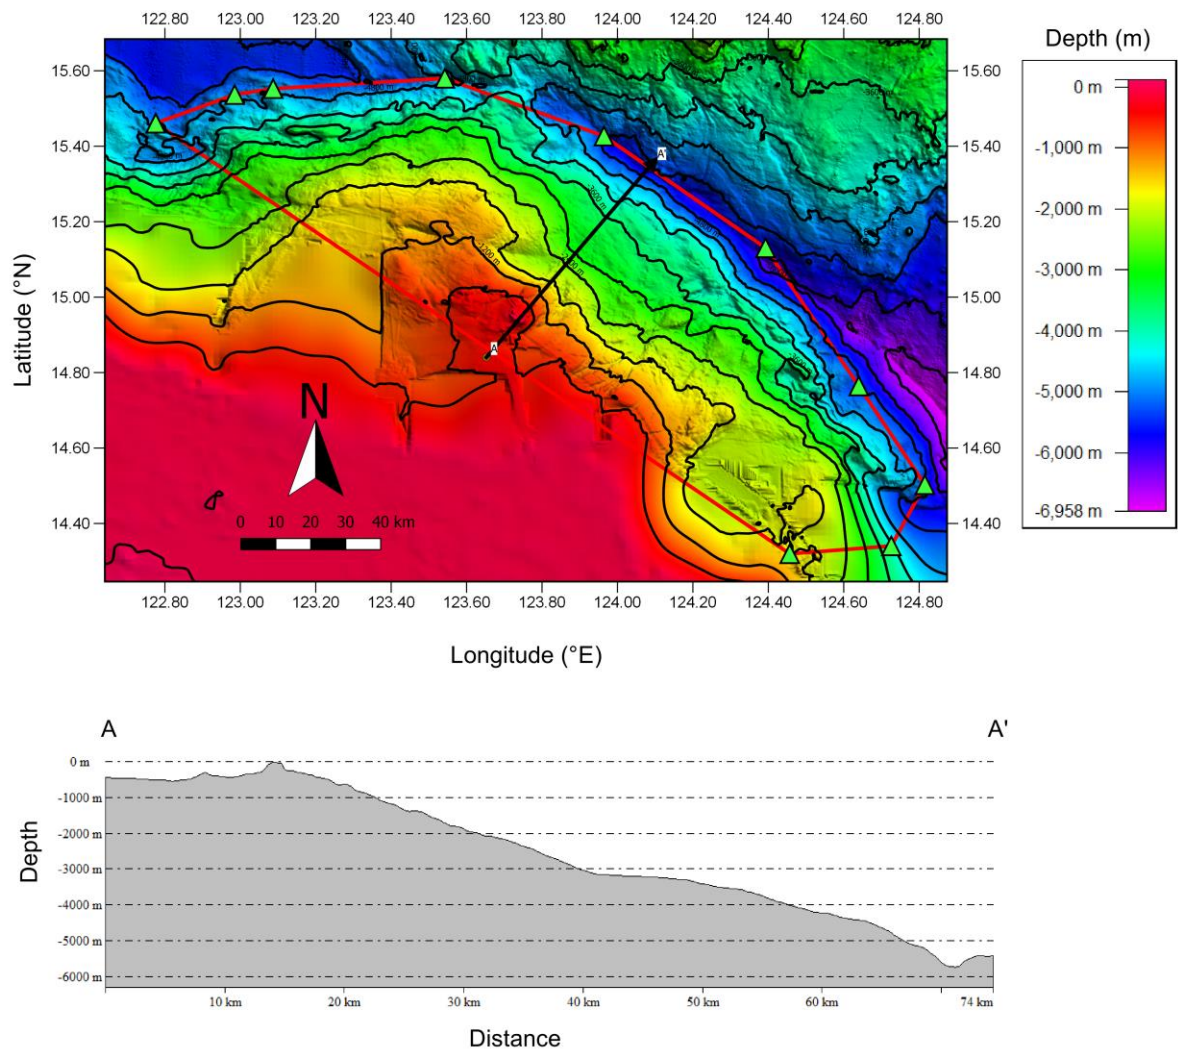 122.80 123.00 123.20 123.40 123.60 123.80 124.00 124.20 124.40 124.60 124.80
Depth (m)
15.60 15.60
15.40 15.40
15.20 15.20
15.00 15.00
14.80 14.80
14.60 14.60
14.40 14.40
Latitude (°N)
A'
3600 m
1200 m
3600 m
A
N
0 10 20 30 40 km
0 m
-1,000 m
-2,000 m
-3,000 m
-4,000 m
-5,000 m
-6,000 m
-6,958 m
122.80 123.00 123.20 123.40 123.60 123.80 124.00 124.20 124.40 124.60 124.80
Longitude (°E)
A A'
0 m
-1000 m
-2000 m
-3000 m
-4000 m
-5000 m
-6000 m
Depth
10 km 20 km 30 km 40 km 50 km 60 km 74 km
Distance